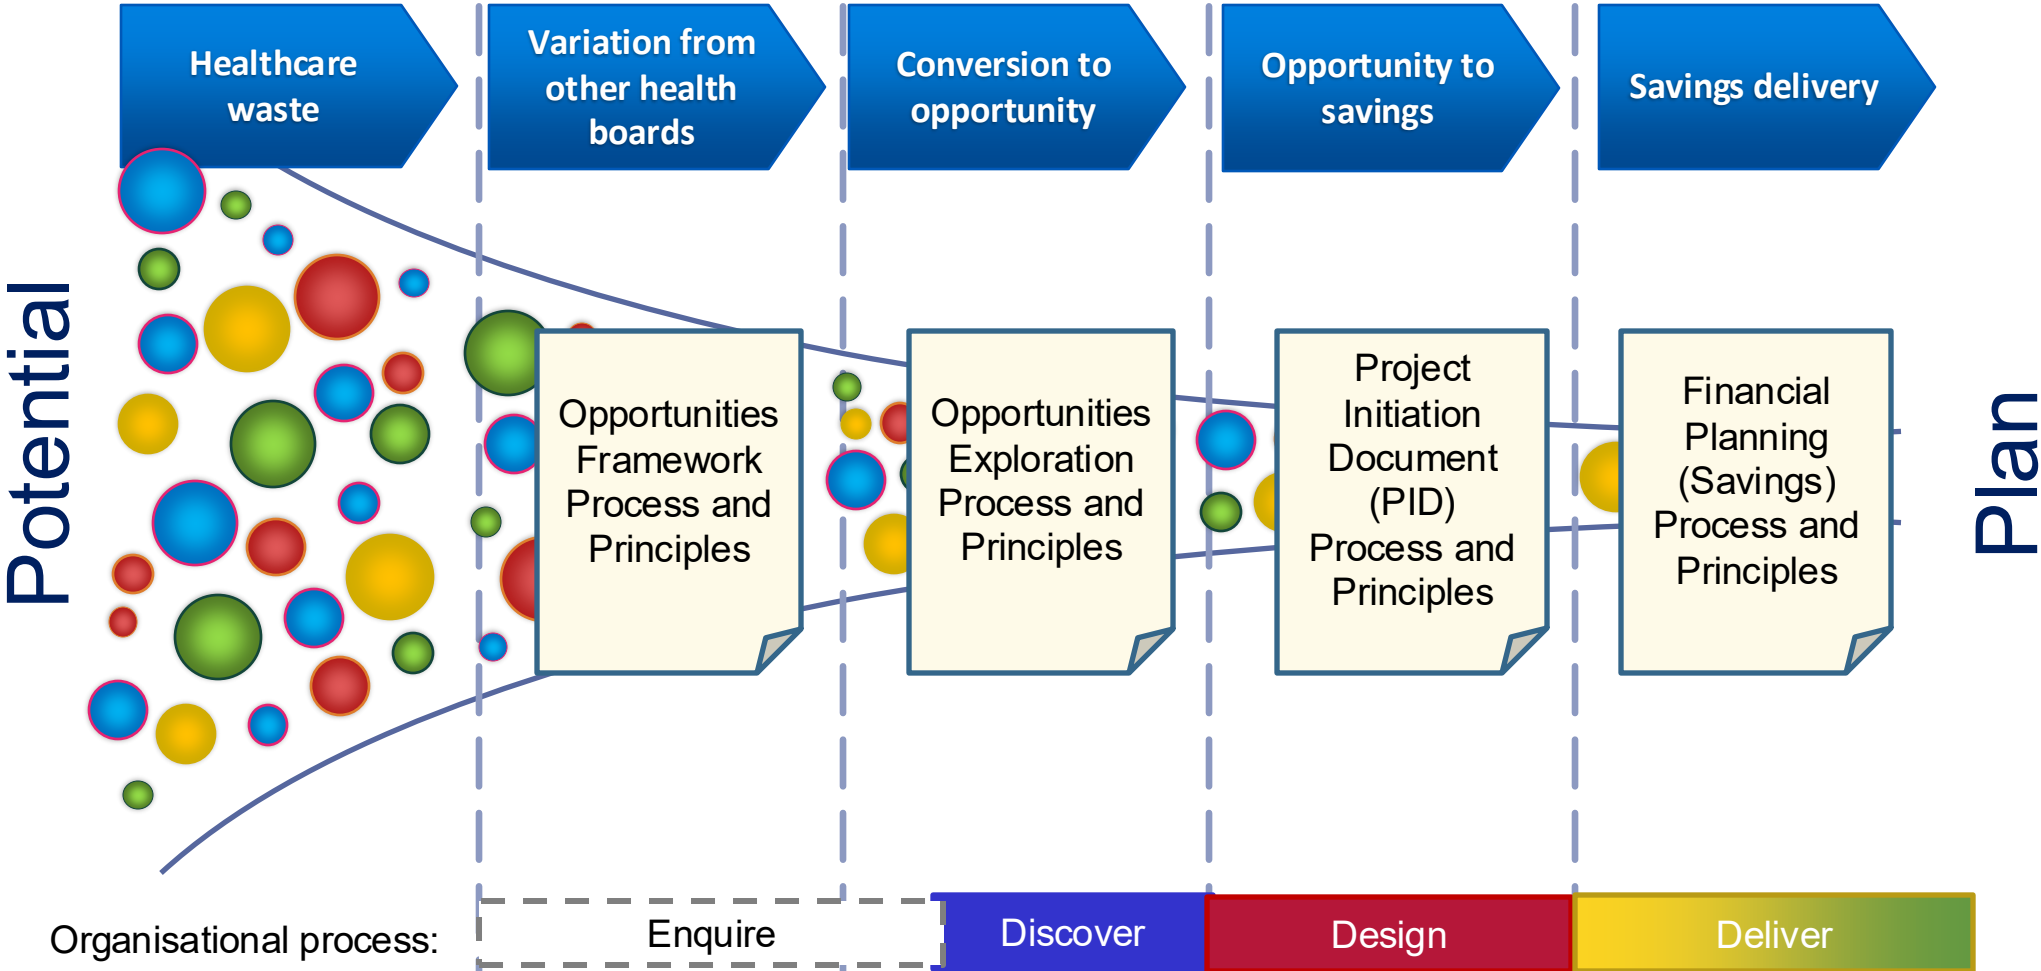 Healthcare
waste
Variation from
other health
boards
Conversion to
opportunity
Opportunity to
savings
Savings delivery
Potential
Opportunities
Framework
Process and
Principles
Opportunities
Exploration
Process and
Principles
Project
Initiation
Document
(PID)
Process and
Principles
Financial
Planning
(Savings)
Process and
Principles
Plan
Organisational process:
Enquire
Discover
Design
Deliver